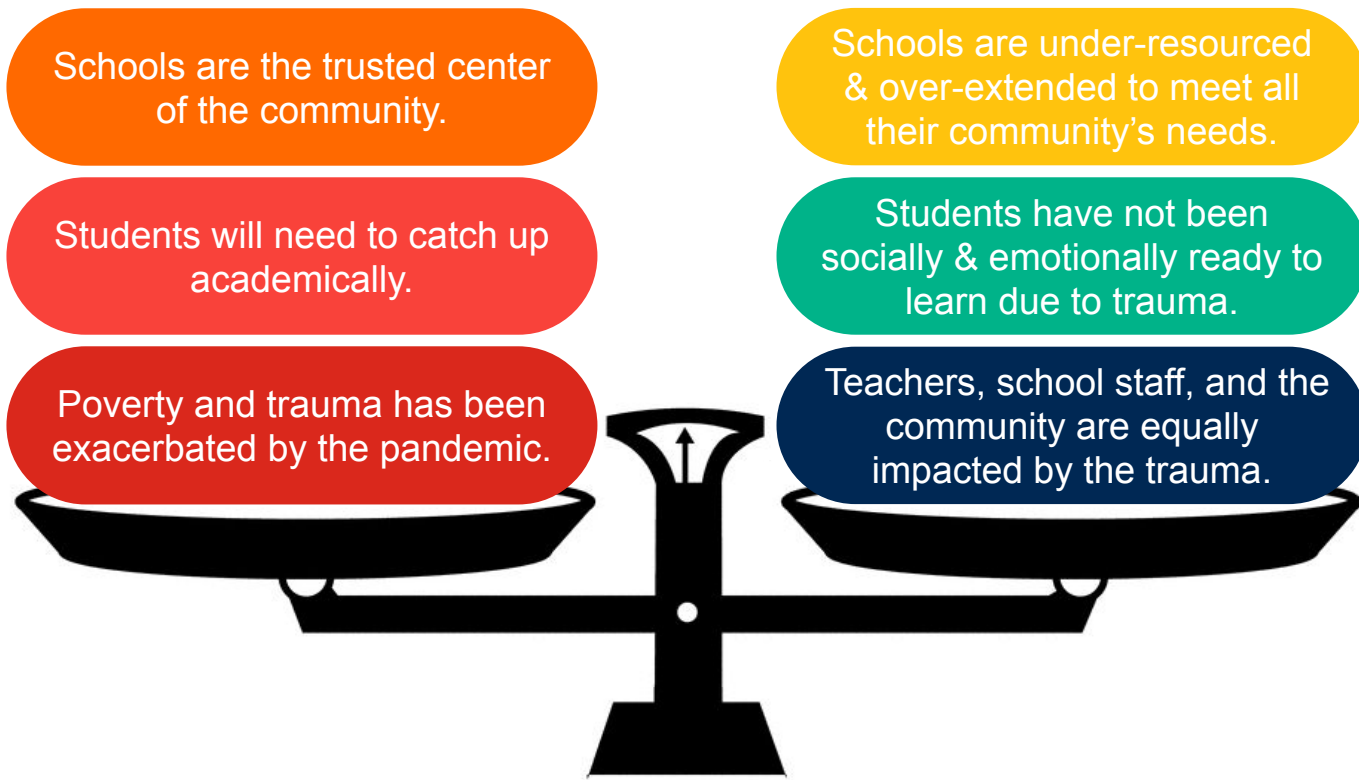 Schools are the trusted center
of the community.
Students will need to catch up
academically.
Poverty and trauma has been
exacerbated by the pandemic.
Schools are under-resourced
& over-extended to meet all
their community’s needs.
Students have not been
socially & emotionally ready to
learn due to trauma.
Teachers, school staff, and the
community are equally
impacted by the trauma.